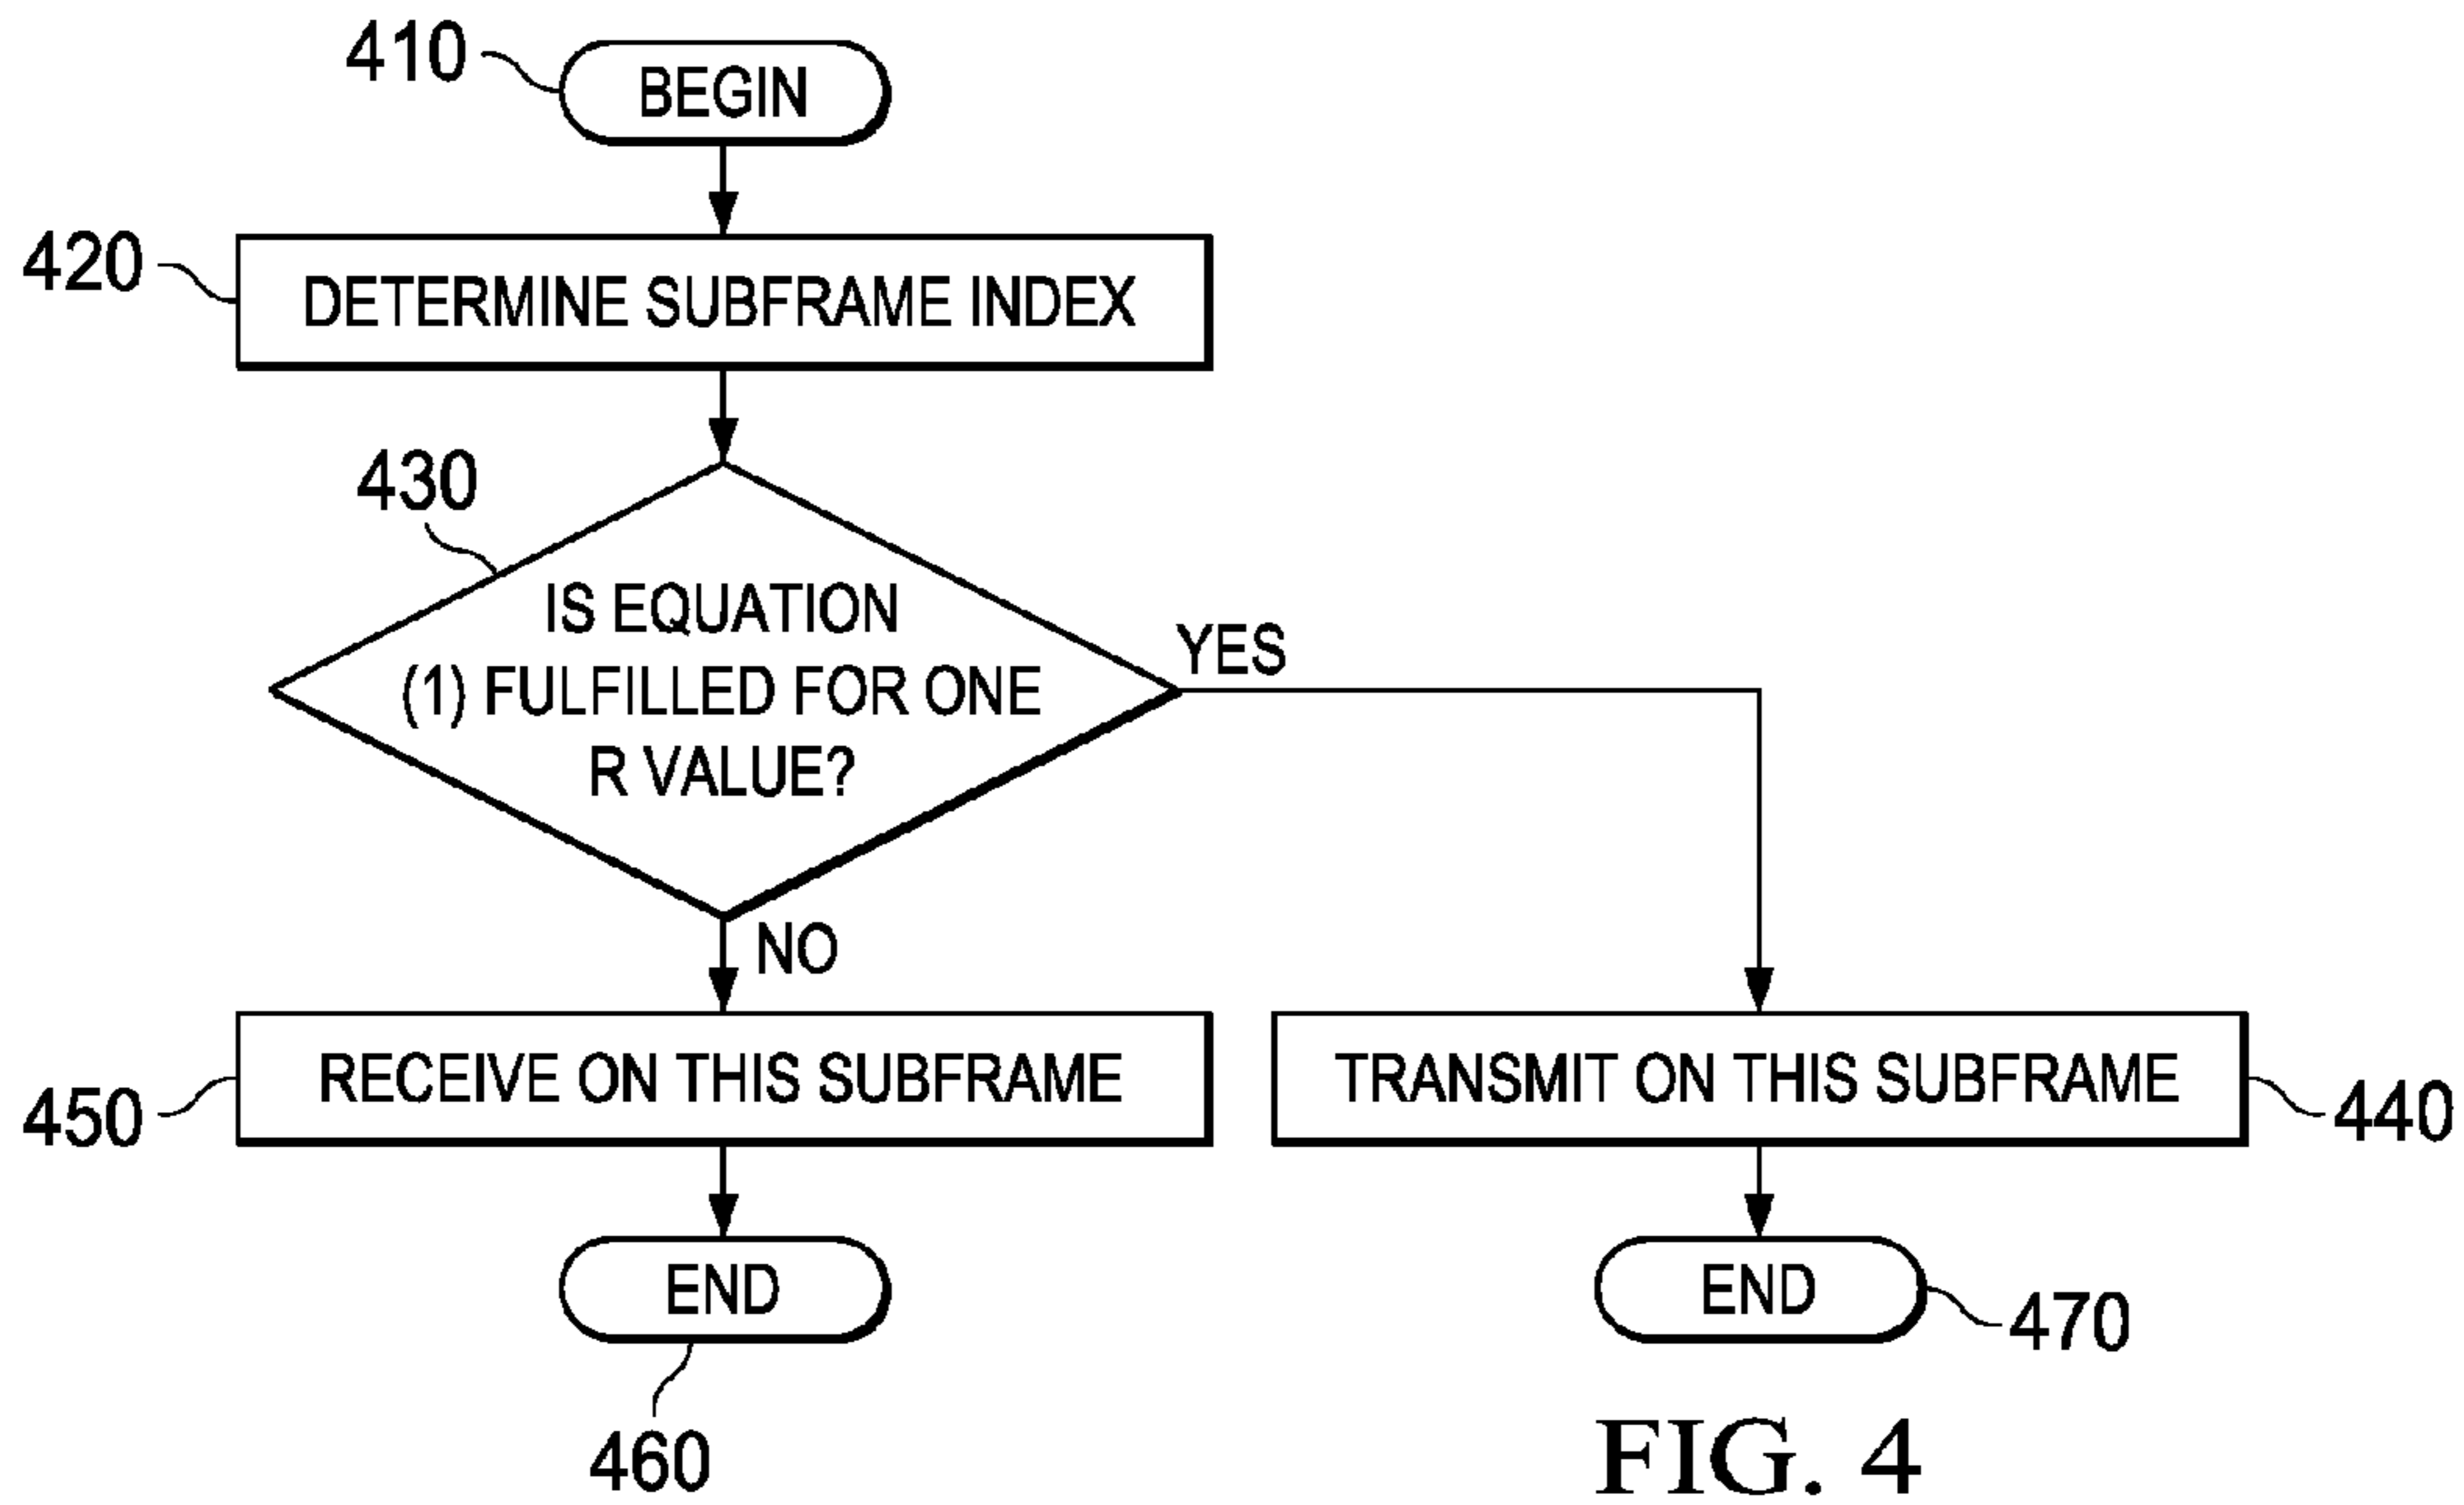 410
BEGIN
420
DETERMINE SUBFRAME INDEX
430
IS EQUATION
(1) FULFILLED FOR ONE
R VALUE?
YES
NO
450
RECEIVE ON THIS SUBFRAME
TRANSMIT ON THIS SUBFRAME
440
END
460
END
470
FIG. 4